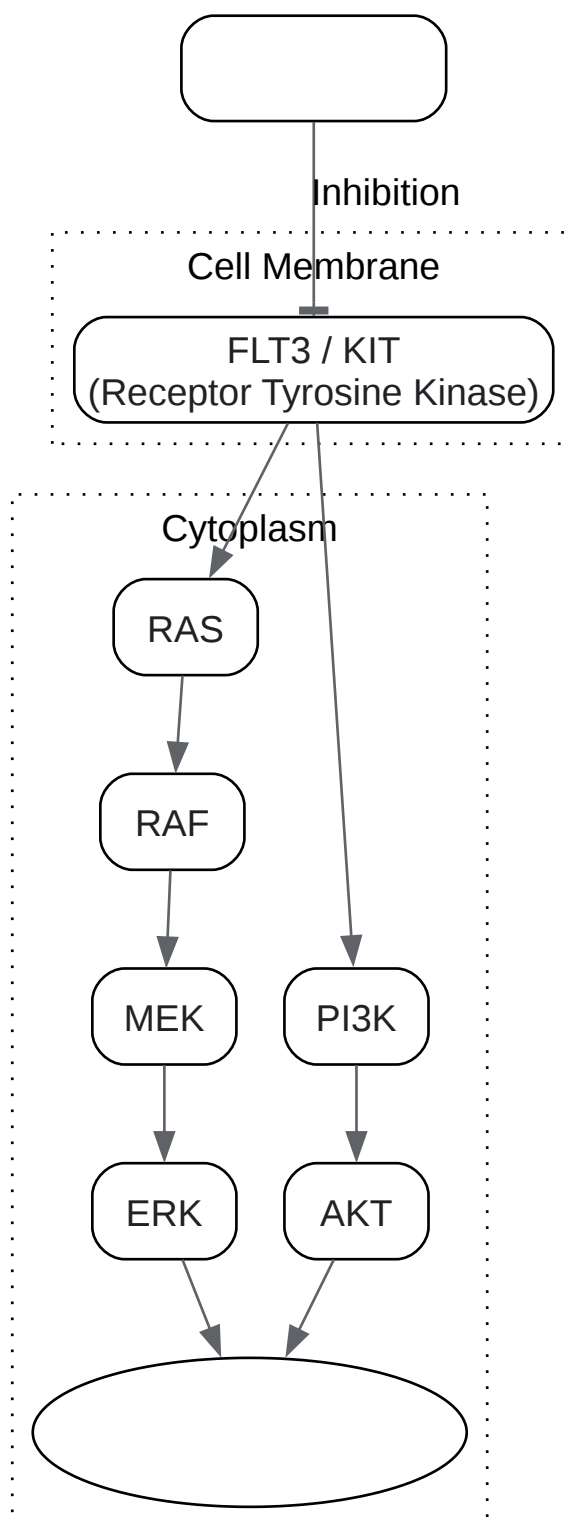 Inhibition
Cell Membrane
FLT3 / KIT
(Receptor Tyrosine Kinase)
Cytoplasm
RAS
RAF
MEK
PI3K
ERK
AKT